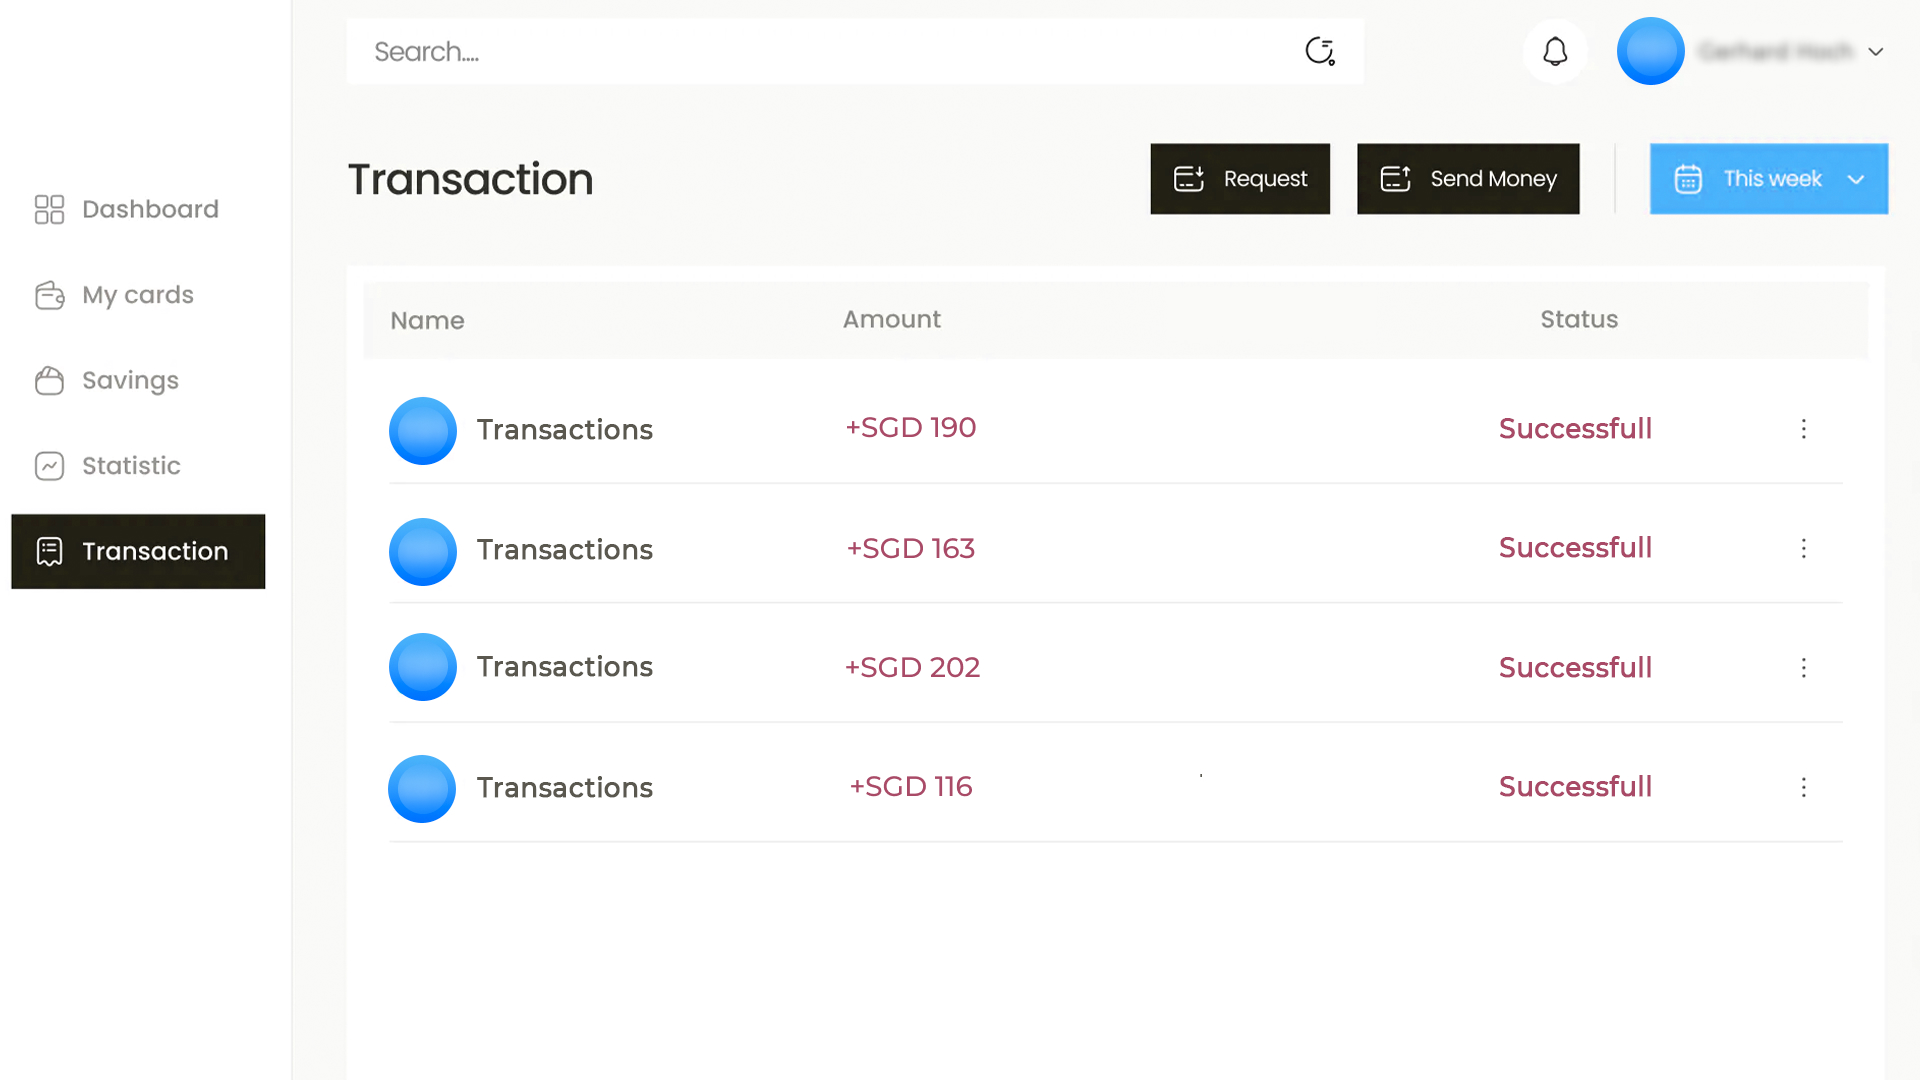 Search....
Transaction
Request
Send Money
This week
Dashboard
My cards
Savings
Statistic
Transaction
Name Amount Status
Transactions +SGD 190 Successfull
Transactions +SGD 163 Successfull
Transactions +SGD 202 Successfull
Transactions +SGD 116 Successfull